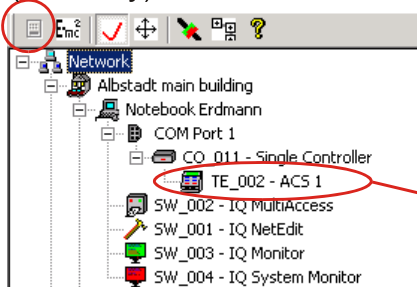 Emc²
?
Network
Albstadt main building
Notebook Erdmann
COM Port 1
CO_011 - Single Controller
TE_002 - ACS 1
SW_002 - IQ MultiAccess
SW_001 - IQ NetEdit
SW_003 - IQ Monitor
SW_004 - IQ System Monitor